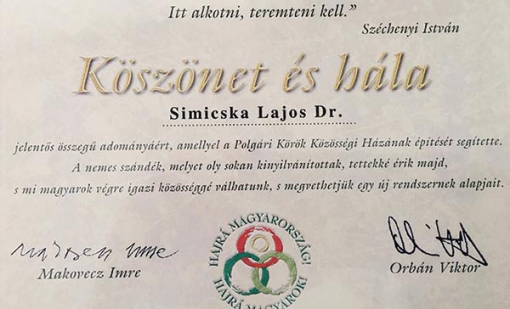 Itt alkotni, teremteni kell.”
Széchenyi István
Köszönet és hála
Simicska Lajos Dr.
jelentős összegű adományáért, amellyel a Polgári Körök Közösségi Házának építését segítette.
A nemes szándék, melyet oly sokan kinyilvánítottak, tettekké érik majd,
s mi magyarok végre igazi közösséggé válhatunk, s megvethetjük egy új rendszernek alapjait.
Makovecz Imre
HAJRÁ MAGYARORSZÁG!
HAJRÁ MAGYAROK!
Orbán Viktor